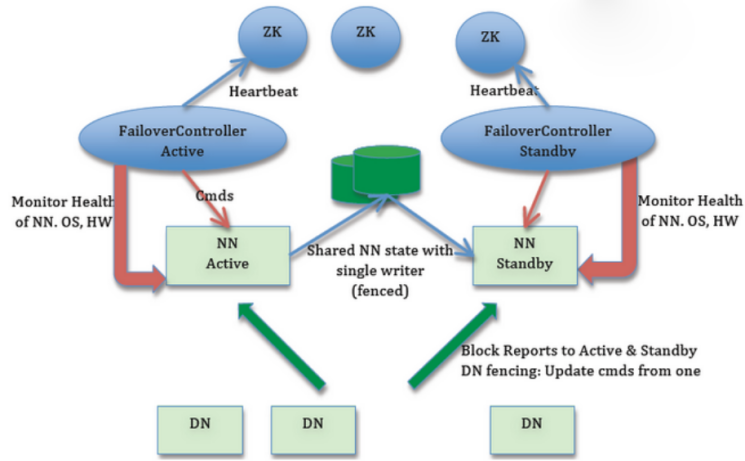 ZK
ZK
ZK
Heartbeat
Heartbeat
FailoverController
Active
FailoverController
Standby
Cmds
Monitor Health
of NN. OS, HW
Monitor Health
of NN. OS, HW
NN
Active
Shared NN state with
single writer
(fenced)
NN
Standby
Block Reports to Active & Standby
DN fencing: Update cmds from one
DN
DN
DN